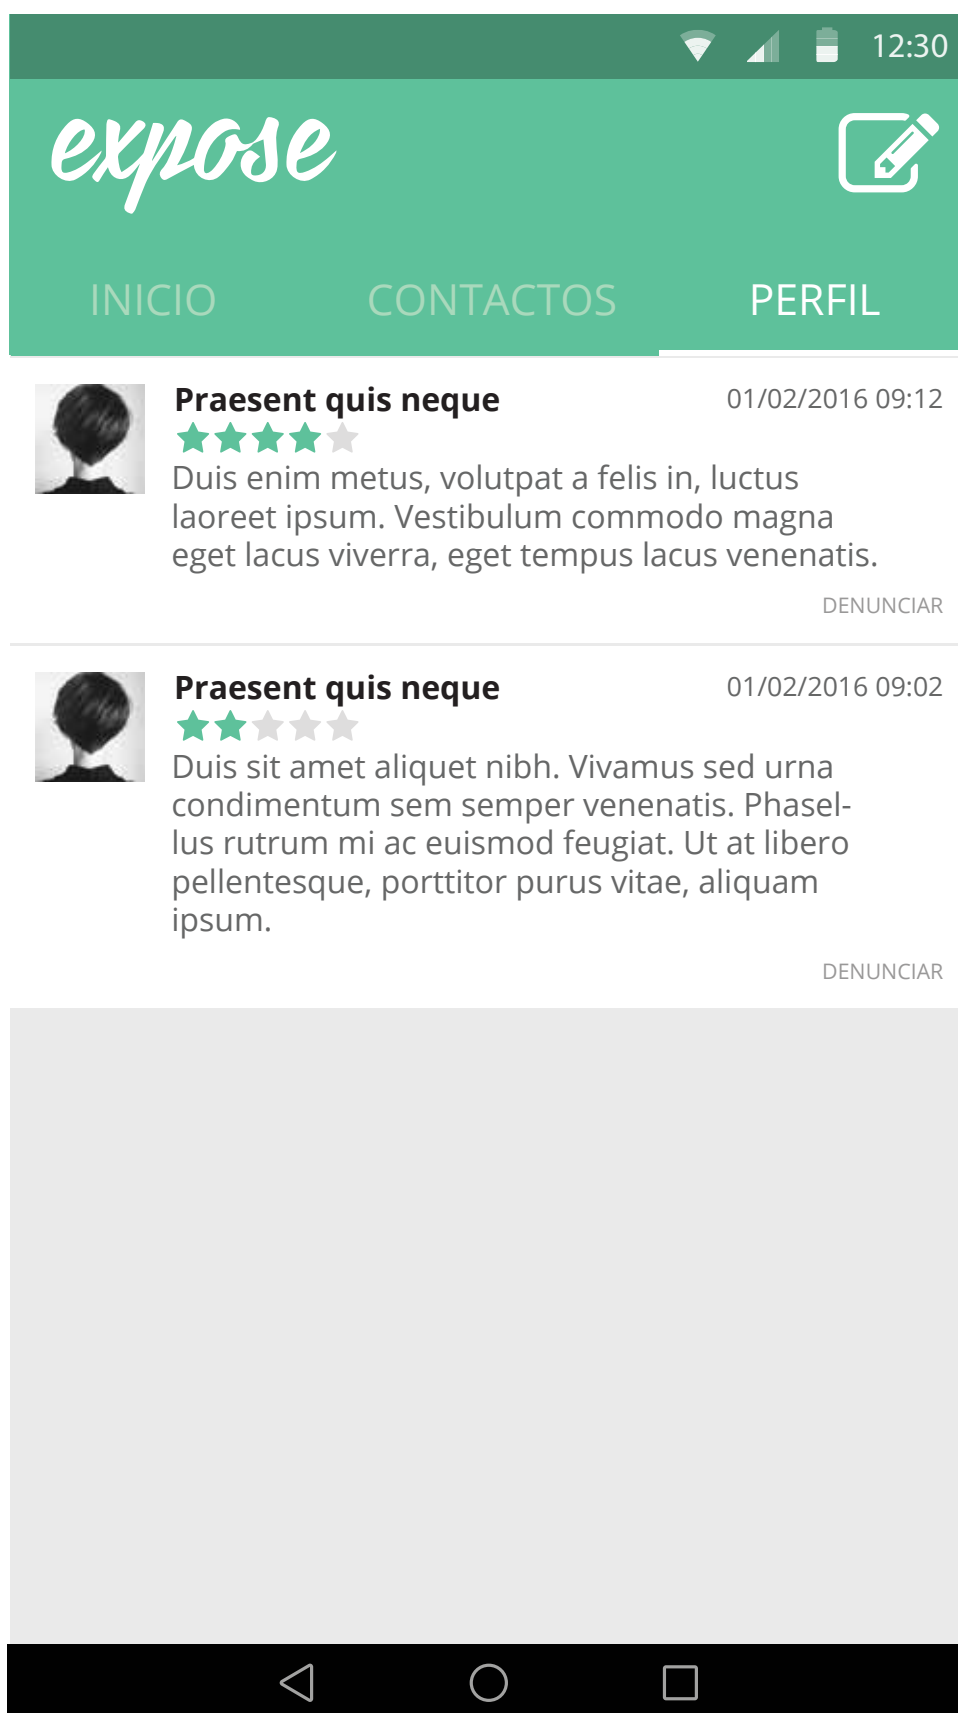 12:30
expose
INICIO CONTACTOS PERFIL
Praesent quis neque 01/02/2016 09:12
Duis enim metus, volutpat a felis in, luctus
laoreet ipsum. Vestibulum commodo magna
eget lacus viverra, eget tempus lacus venenatis.
DENUNCIAR
Praesent quis neque 01/02/2016 09:02
Duis sit amet aliquet nibh. Vivamus sed urna
condimentum sem semper venenatis. Phasel-
lus rutrum mi ac euismod feugiat. Ut at libero
pellentesque, porttitor purus vitae, aliquam
ipsum.
DENUNCIAR